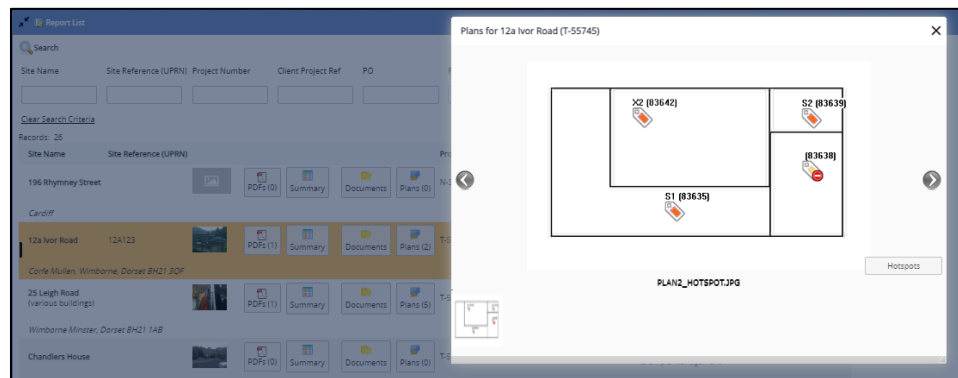 Report List
Search
Site Name Site Reference (UPRN) Project Number Client Project Ref PO
Clear Search Criteria
Records: 26
Site Name Site Reference (UPRN)
196 Rhymney Street PDFs (0) Summary Documents Plans (0)
Cardiff
12a Ivor Road 12A123 PDFs (1) Summary Documents Plans (2)
Corfe Mullen, Wimborne, Dorset BH21 3QF
25 Leigh Road
(various buildings) PDFs (1) Summary Documents Plans (5)
Wimborne Minster, Dorset BH21 1AB
Chandlers House PDFs (0) Summary Documents Plans (0)
Plans for 12a Ivor Road (T-55745)
X2 (83642)
S2 (83639)
(83638)
S1 (83635)
Hotspots
PLAN2_HOTSPOT.JPG